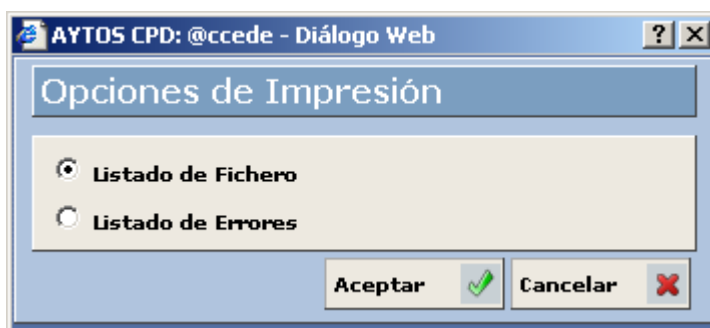 AYTOS CPD: @ccede - Diálogo Web
Opciones de Impresión
Listado de Fichero
Listado de Errores
Aceptar Cancelar